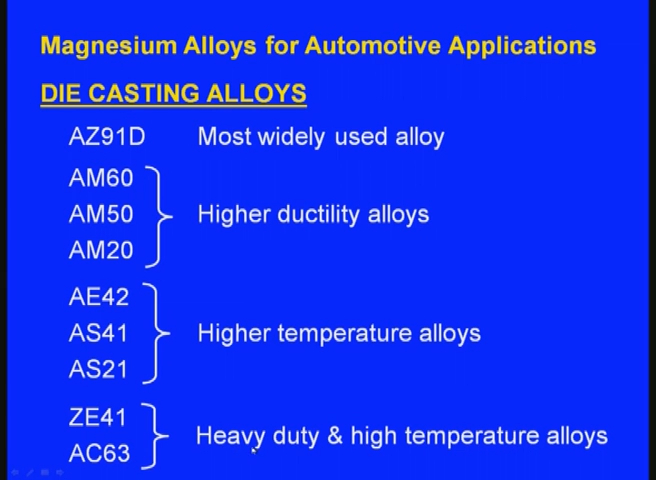 Magnesium Alloys for Automotive Applications
DIE CASTING ALLOYS
AZ91D Most widely used alloy
AM60
AM50 Higher ductility alloys
AM20
AE42
AS41 Higher temperature alloys
AS21
ZE41
Heavy duty & high temperature alloys
AC63